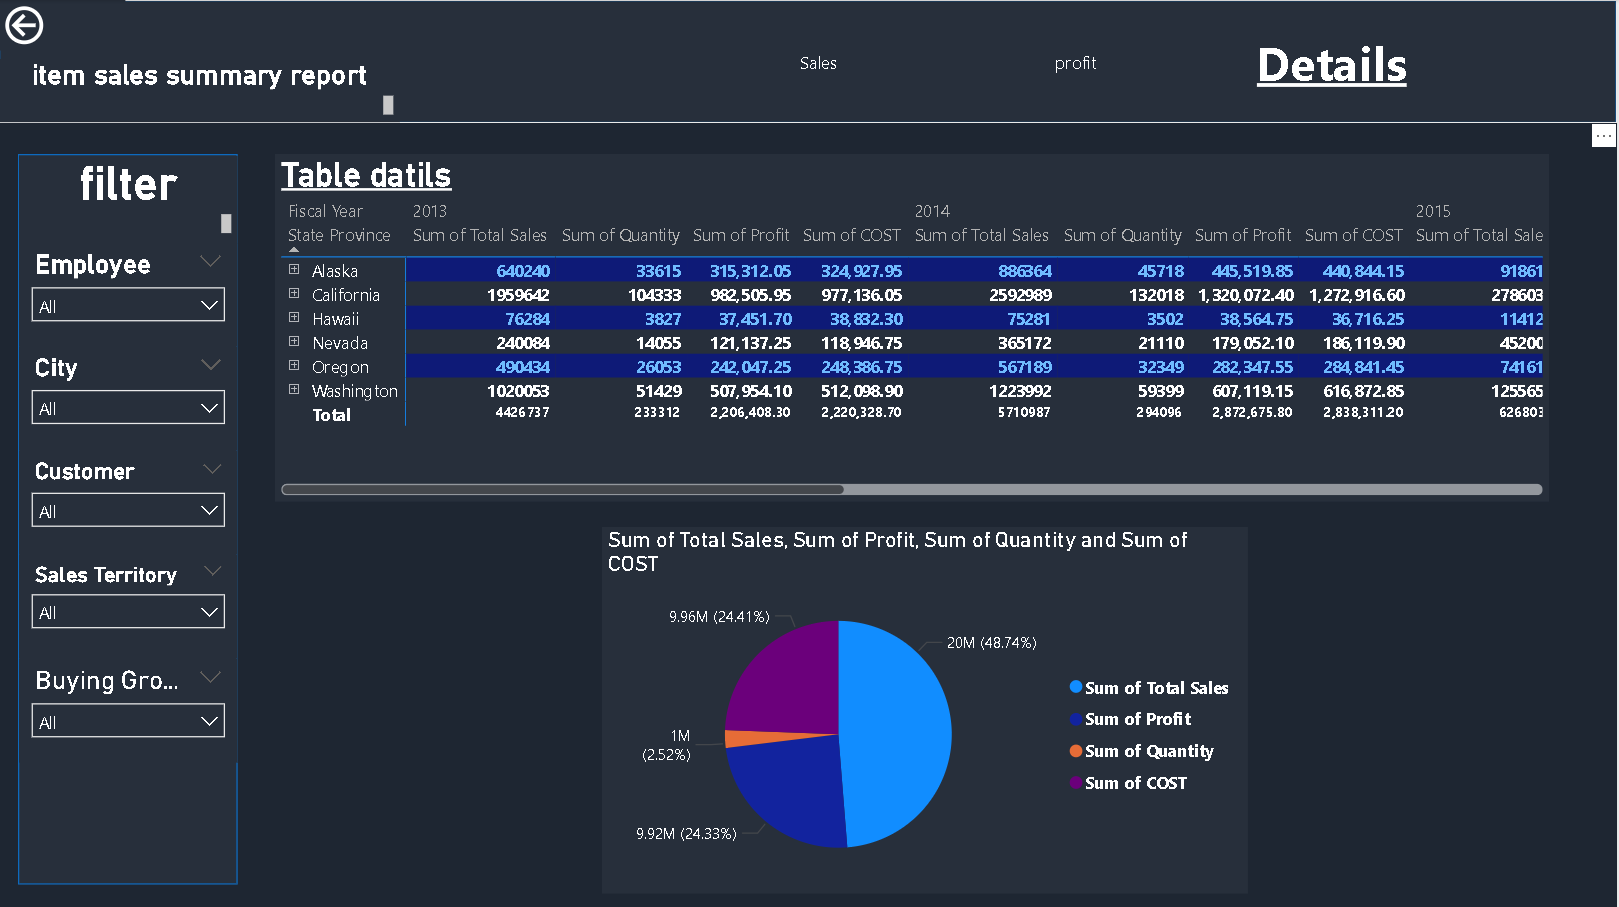 item sales summary report
Sales
profit
Details
filter
Employee
All
City
All
Customer
All
Sales Territory
All
Buying Gro...
All
Table datils
Fiscal Year 2013 2014 2015
State Province Sum of Total Sales Sum of Quantity Sum of Profit Sum of COST Sum of Total Sales Sum of Quantity Sum of Profit Sum of COST Sum of Total Sale
Alaska 640240 33615 315,312.05 324,927.95 886364 45718 445,519.85 440,844.15 91861
California 1959642 104333 982,505.95 977,136.05 2592989 132018 1,320,072.40 1,272,916.60 278603
Hawaii 76284 3827 37,451.70 38,832.30 75281 3502 38,564.75 36,716.25 11412
Nevada 240084 14055 121,137.25 118,946.75 365172 21110 179,052.10 186,119.90 45200
Oregon 490434 26053 242,047.25 248,386.75 567189 32349 282,347.55 284,841.45 74161
Washington 1020053 51429 507,954.10 512,098.90 1223992 59399 607,119.15 616,872.85 125565
Total 4426737 233312 2,206,408.30 2,220,328.70 5710987 294096 2,872,675.80 2,838,311.20 626803
Sum of Total Sales, Sum of Profit, Sum of Quantity and Sum of
COST
9.96M (24.41%)
20M (48.74%)
1M
(2.52%)
9.92M (24.33%)
Sum of Total Sales
Sum of Profit
Sum of Quantity
Sum of COST